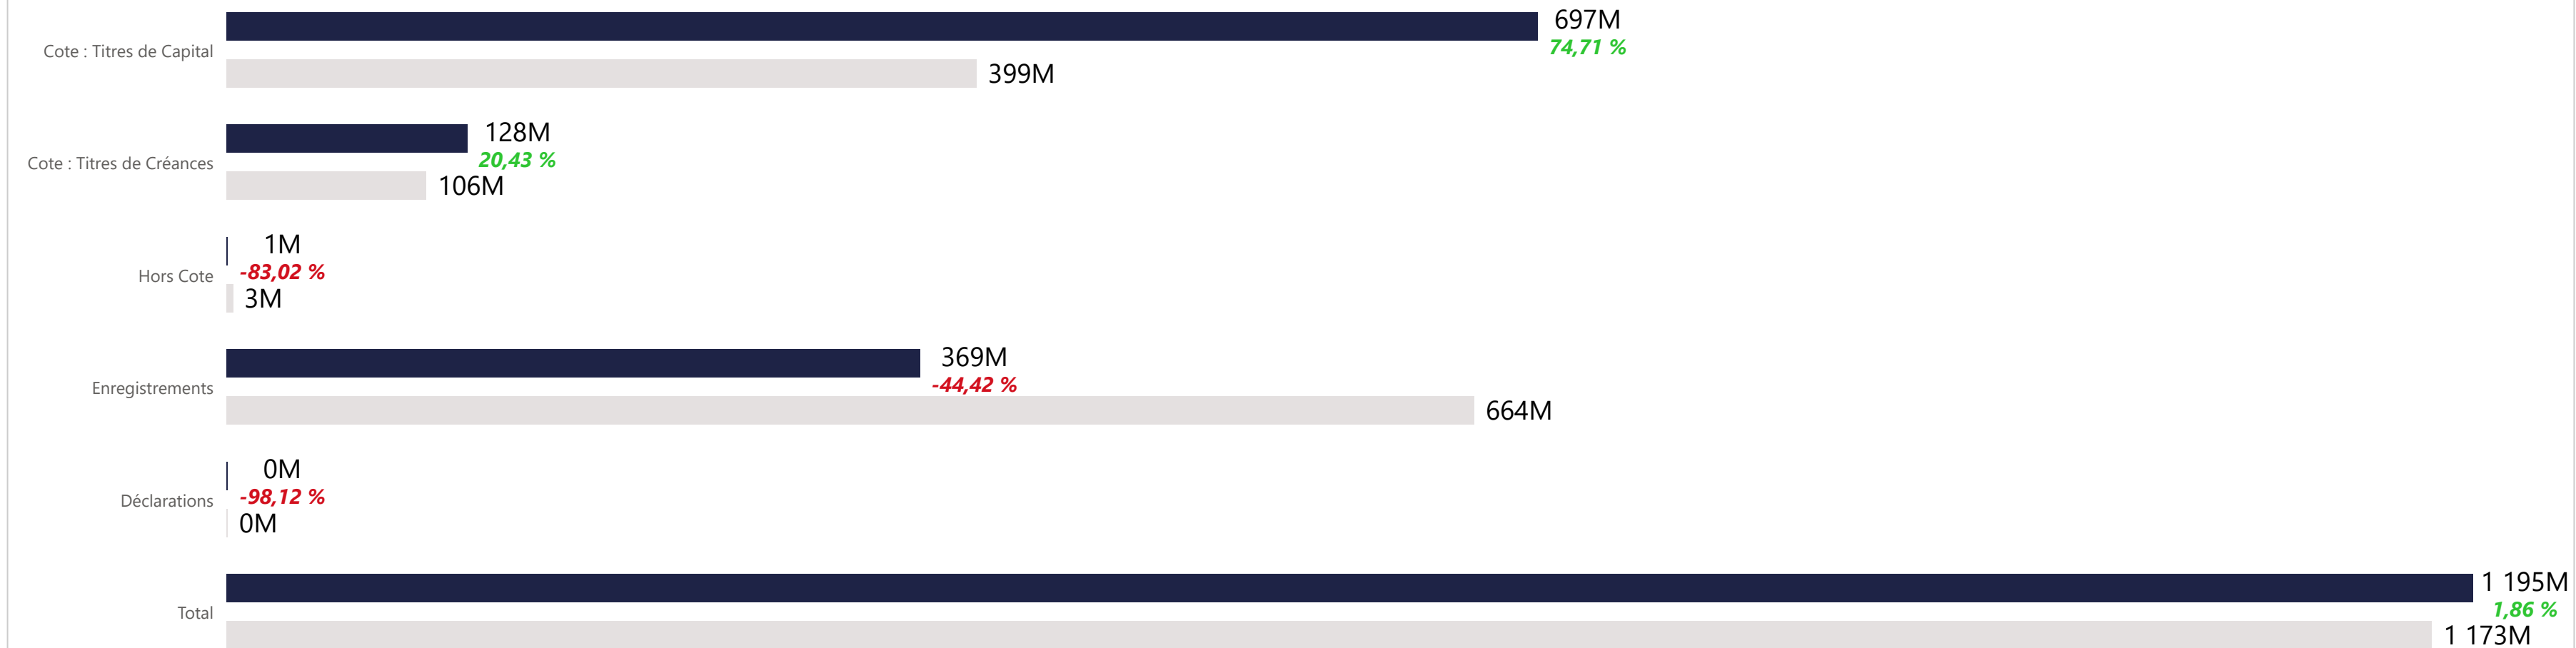 697M
Cote : Titres de Capital
74,71 %
399M
128M
Cote : Titres de Créances
20,43 %
106M
1M
Hors Cote
-83,02 %
3M
369M
Enregistrements
-44,42 %
664M
0M
Déclarations
-98,12 %
0M
1 195M
Total
1,86 %
1 173M